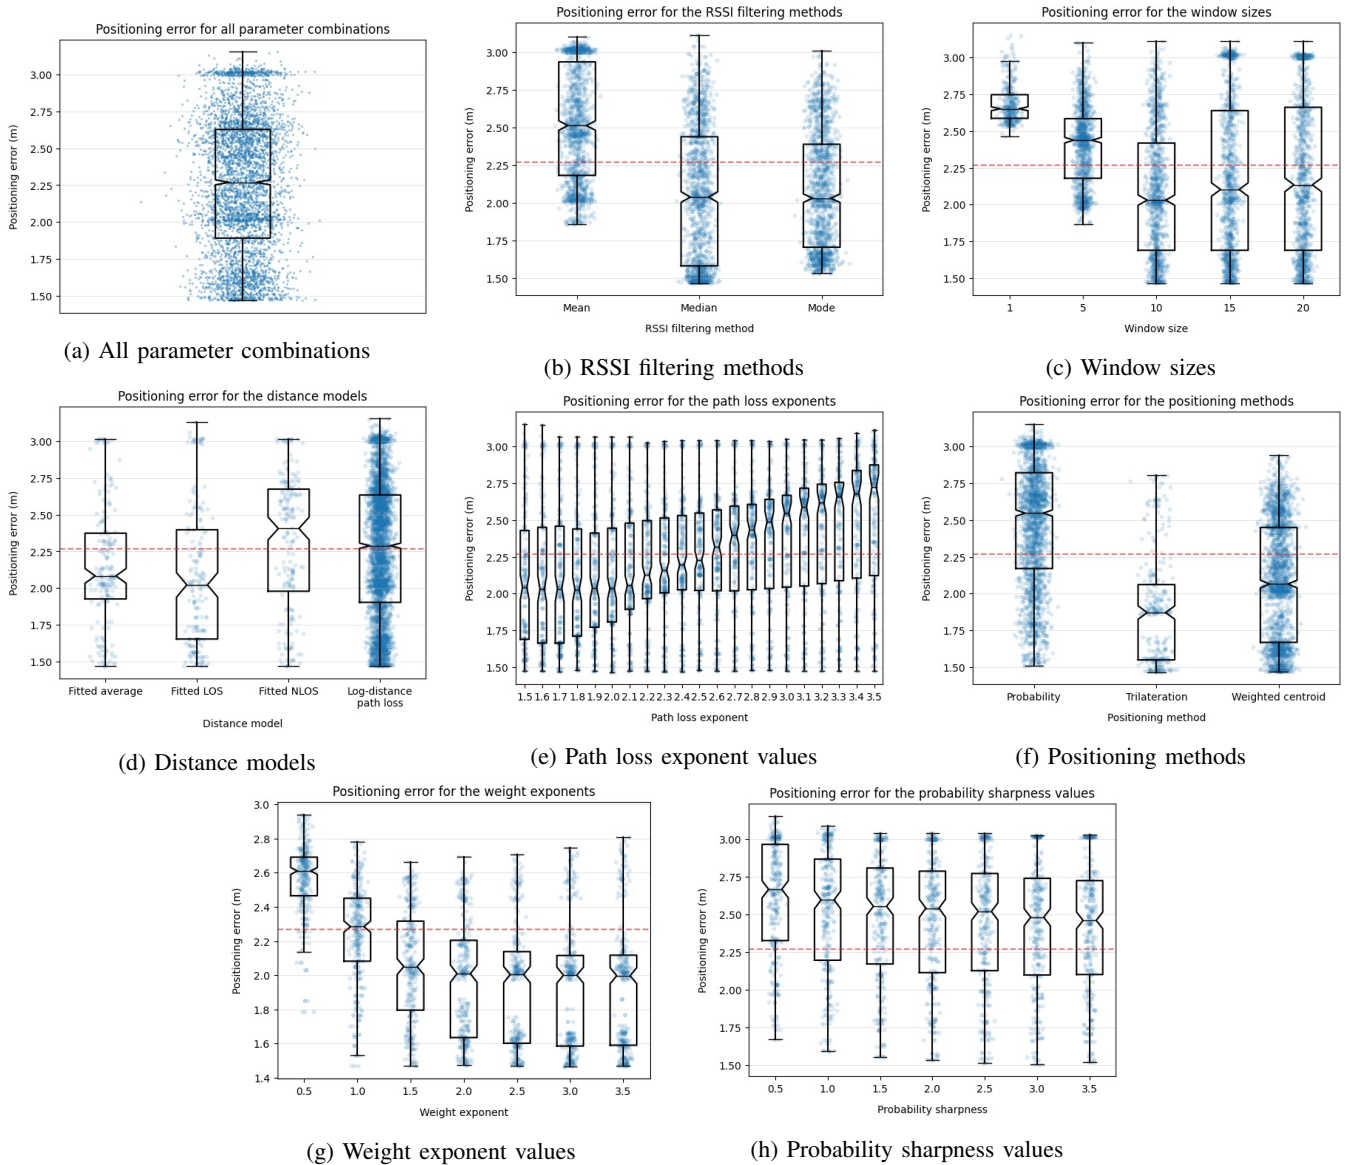 Positioning error for all parameter combinations
Positioning error (m)
3.00
2.75
2.50
2.25
2.00
1.75
1.50
(a) All parameter combinations
Positioning error for the RSSI filtering methods
Positioning error (m)
3.00
2.75
2.50
2.25
2.00
1.75
1.50
Mean Median Mode
RSSI filtering method
(b) RSSI filtering methods
Positioning error for the window sizes
Positioning error (m)
3.00
2.75
2.50
2.25
2.00
1.75
1.50
1 5 10 15 20
Window size
(c) Window sizes
Positioning error for the distance models
Positioning error (m)
3.00
2.75
2.50
2.25
2.00
1.75
1.50
Fitted average Fitted LOS Fitted NLOS Log-distance
path loss
Distance model
(d) Distance models
Positioning error for the path loss exponents
Positioning error (m)
3.00
2.75
2.50
2.25
2.00
1.75
1.50
1.5 1.6 1.7 1.8 1.9 2.0 2.1 2.2 2.3 2.4 2.5 2.6 2.7 2.8 2.9 3.0 3.1 3.2 3.3 3.4 3.5
Path loss exponent
(e) Path loss exponent values
Positioning error for the positioning methods
Positioning error (m)
3.00
2.75
2.50
2.25
2.00
1.75
1.50
Probability Trilateration Weighted centroid
Positioning method
(f) Positioning methods
Positioning error for the weight exponents
Positioning error (m)
3.0
2.8
2.6
2.4
2.2
2.0
1.8
1.6
1.4
0.5 1.0 1.5 2.0 2.5 3.0 3.5
Weight exponent
(g) Weight exponent values
Positioning error for the probability sharpness values
Positioning error (m)
3.00
2.75
2.50
2.25
2.00
1.75
1.50
0.5 1.0 1.5 2.0 2.5 3.0 3.5
Probability sharpness
(h) Probability sharpness values